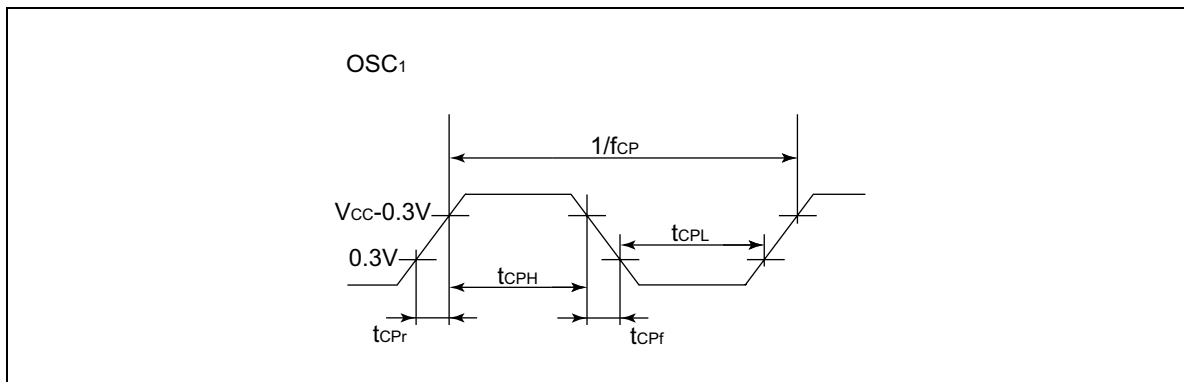 OSC1
1/fCP
VCC-0.3V
0.3V
tCPL
tCPH
tCPr
tCPf